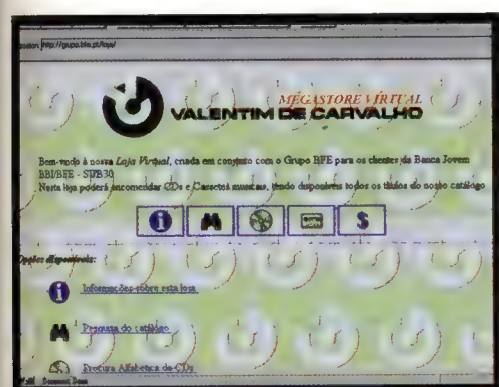 http://grupo.bfe.pt/loja/
MEGASTORE VIRTUAL
VALENTIM DE CARVALHO
Bem-vindo à nossa Loja Virtual, criada em conjunto com o Grupo BFE para os clientes da Banca Jovem
BBI/BFE - SUB30
Nesta loja poderá encomendar CDs e Cassetes musicais, tendo disponíveis todos os títulos do nosso catálogo
Opções disponíveis:
Informações sobre esta loja
Pesquisa do catálogo
Procura Alfabética de CDs
Document Done